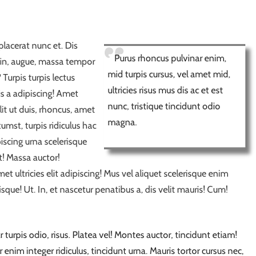 placerat nunc et. Dis
in, augue, massa tempor
Turpis turpis lectus
s a adipiscing! Amet
lit ut duis, rhoncus, amet
umst, turpis ridiculus hac
iscing urna scelerisque
t! Massa auctor!
Purus rhoncus pulvinar enim,
mid turpis cursus, vel amet mid,
ultricies risus mus dis ac et est
nunc, tristique tincidunt odio
magna.
met ultricies elit adipiscing! Mus vel aliquet scelerisque enim
isque! Ut. In, et nascetur penatibus a, dis velit mauris! Cum!
r turpis odio, risus. Platea vel! Montes auctor, tincidunt etiam!
r enim integer ridiculus, tincidunt urna. Mauris tortor cursus nec,